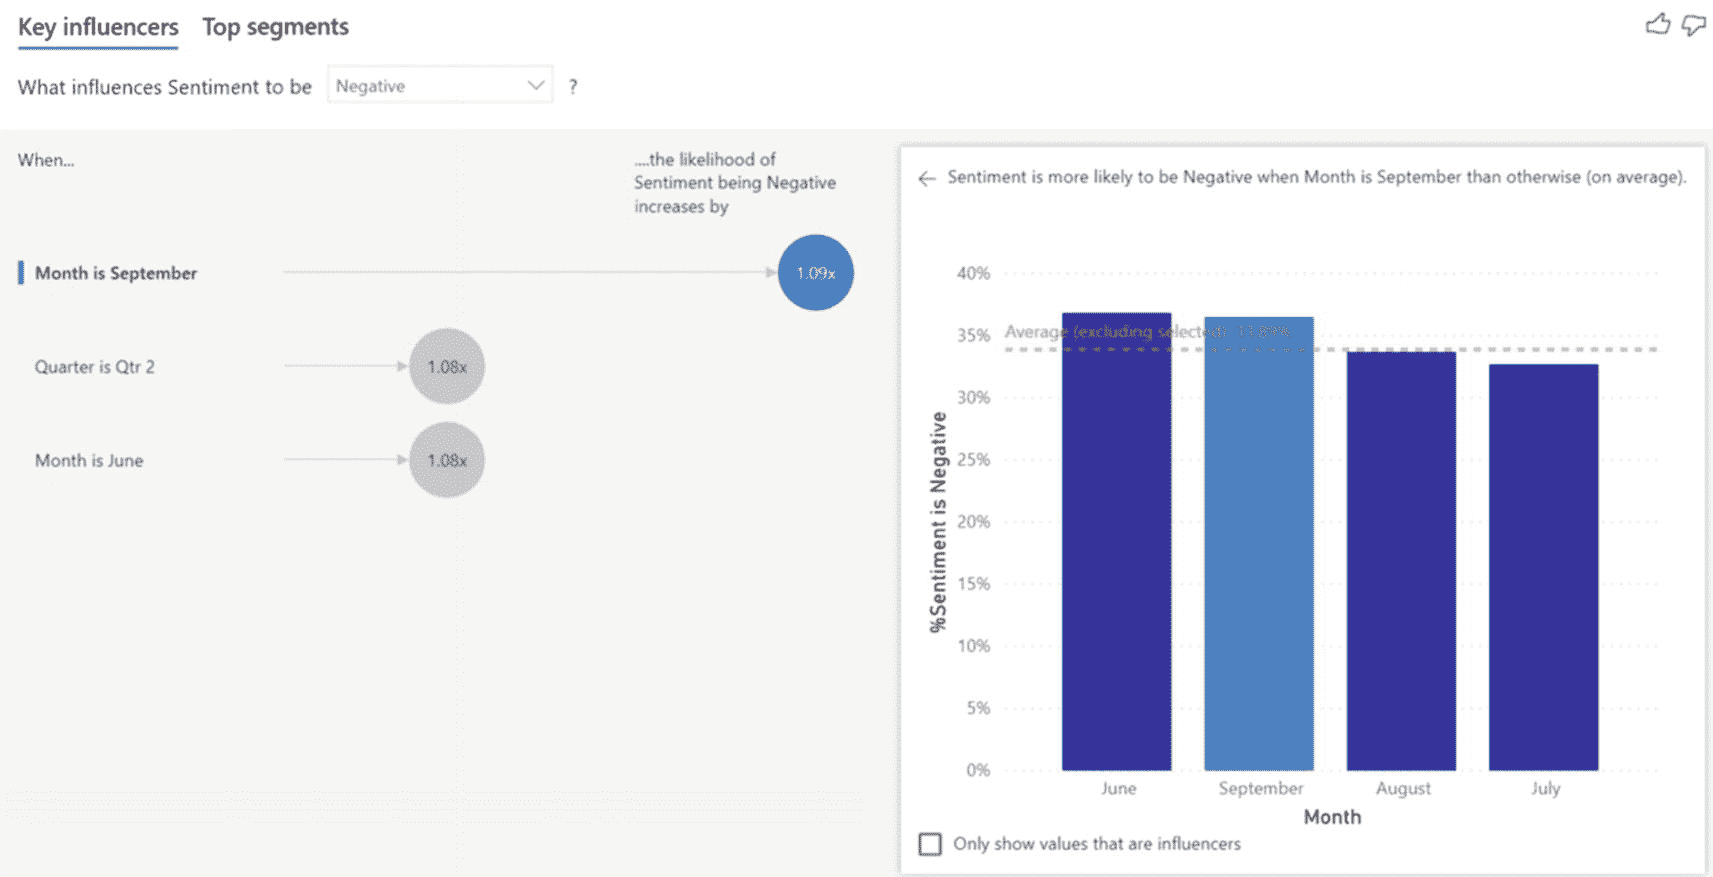 Key influencers Top segments
What influences Sentiment to be Negative ?
When...
....the likelihood of
Sentiment being Negative
increases by
Month is September 1.09x
Quarter is Qtr 2 1.08x
Month is June 1.08x
← Sentiment is more likely to be Negative when Month is September than otherwise (on average).
40%
Average (excluding selected):
35%
30%
25%
20%
15%
10%
5%
0%
%Sentiment is Negative
June September August July
Month
Only show values that are influencers